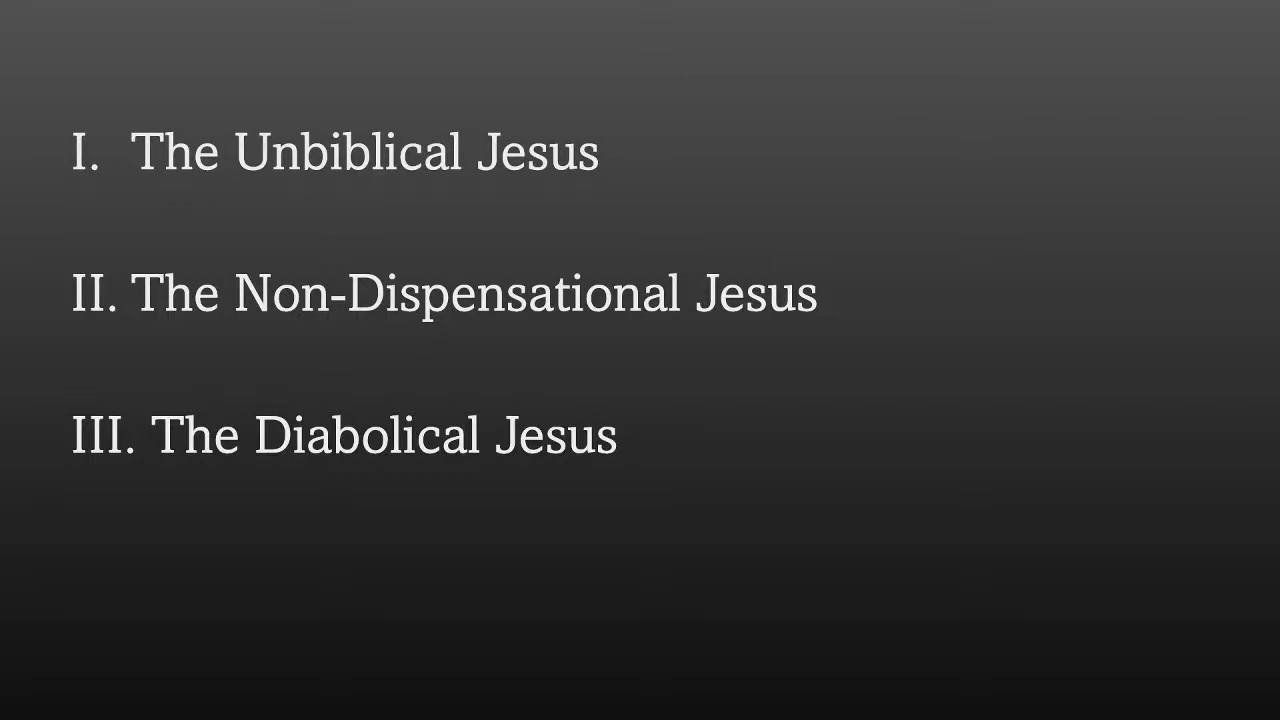 I. The Unbiblical Jesus
II. The Non-Dispensational Jesus
III. The Diabolical Jesus